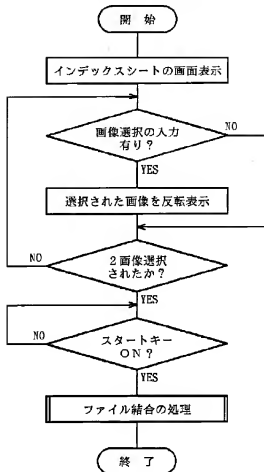 開 始
インデックスシートの画面表示
画像選択の入力
有り？
NO
YES
選択された画像を反転表示
2画像選択
されたか？
NO
YES
スタートキー
ON？
NO
YES
ファイル結合の処理
終 了